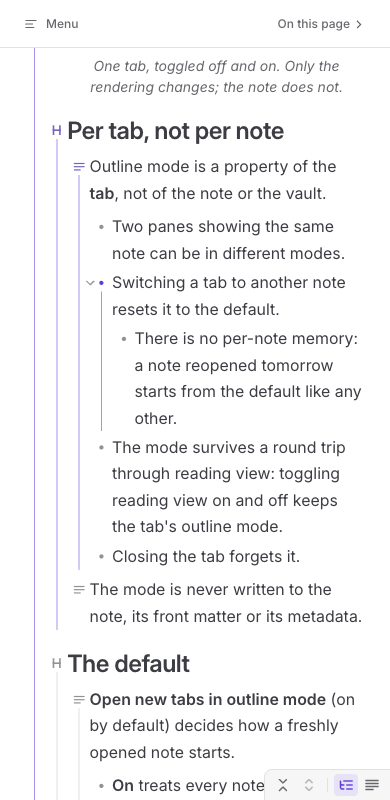 Menu
On this page
One tab, toggled off and on. Only the
rendering changes; the note does not.
H Per tab, not per note
Outline mode is a property of the
tab, not of the note or the vault.
• Two panes showing the same
note can be in different modes.
• Switching a tab to another note
resets it to the default.
• There is no per-note memory:
a note reopened tomorrow
starts from the default like any
other.
• The mode survives a round trip
through reading view: toggling
reading view on and off keeps
the tab's outline mode.
• Closing the tab forgets it.
The mode is never written to the
note, its front matter or its metadata.
H The default
Open new tabs in outline mode (on
by default) decides how a freshly
opened note starts.
• On treats every note